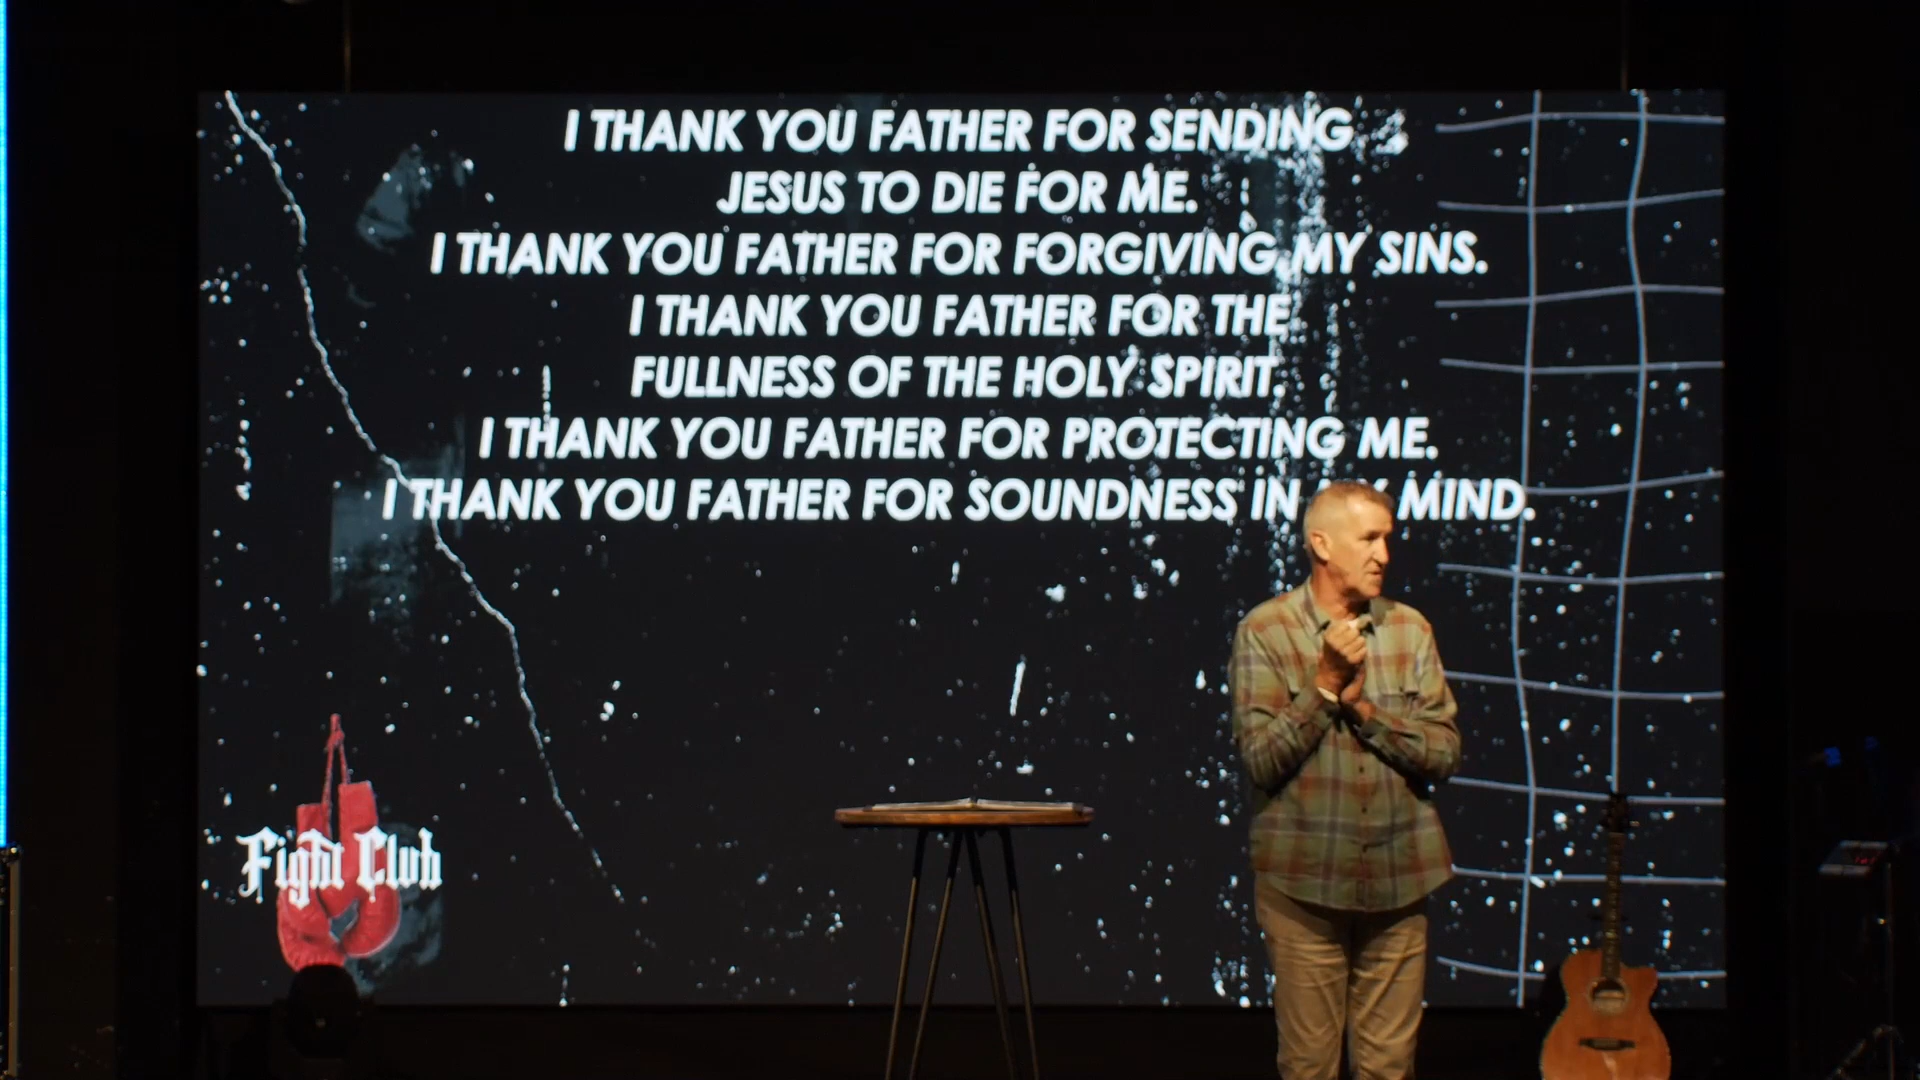 I THANK YOU FATHER FOR SENDING
JESUS TO DIE FOR ME.
I THANK YOU FATHER FOR FORGIVING MY SINS.
I THANK YOU FATHER FOR THE
FULLNESS OF THE HOLY SPIRIT.
I THANK YOU FATHER FOR PROTECTING ME.
I THANK YOU FATHER FOR SOUNDNESS IN MY MIND.
Fight Club